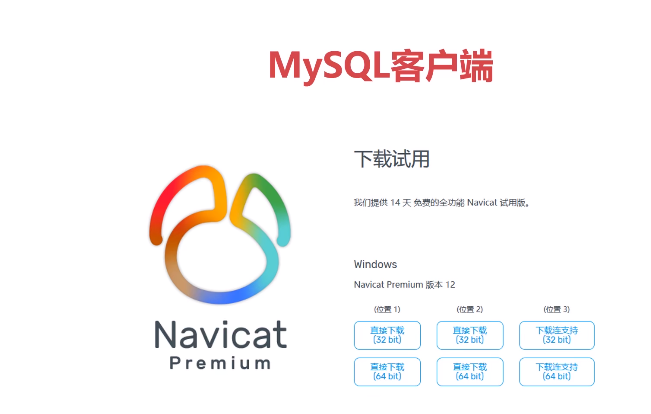 MySQL客户端
下载试用
我们提供 14 天 免费的全功能 Navicat 试用版。
Windows
Navicat Premium 版本 12
(位置 1) (位置 2) (位置 3)
直接下载 直接下载 下载连支持
(32 bit) (32 bit) (32 bit)
直接下载 直接下载 下载连支持
(64 bit) (64 bit) (64 bit)
Navicat
Premium